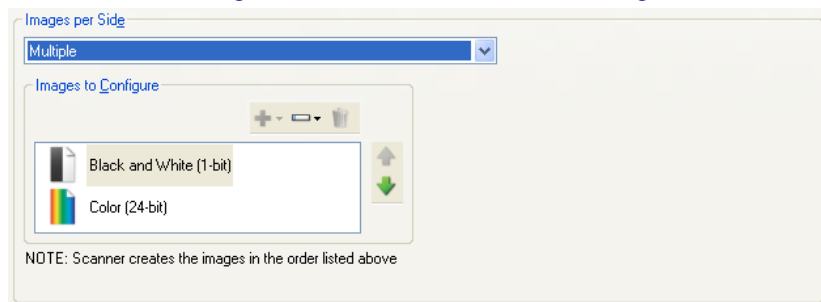 Images per Side
Multiple
Images to Configure
Black and White (1-bit)
Color (24-bit)
NOTE: Scanner creates the images in the order listed above